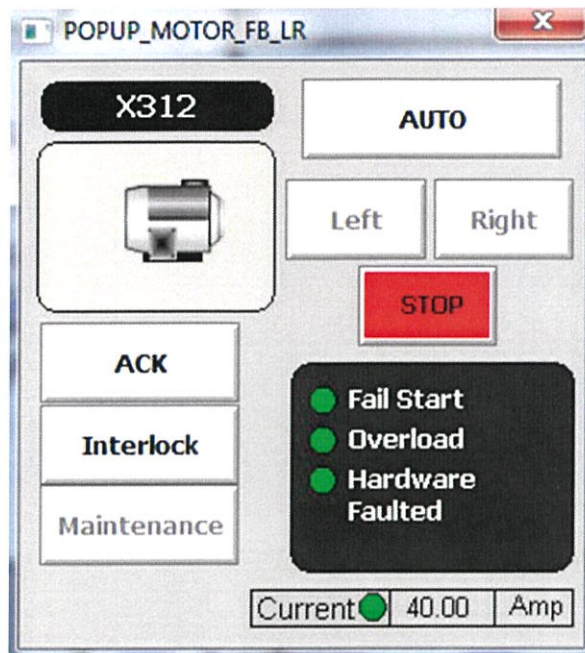 POPUP_MOTOR_FB_LR
X312
AUTO
Left
Right
STOP
ACK
Interlock
Maintenance
Fail Start
Overload
Hardware
Faulted
Current 40.00 Amp